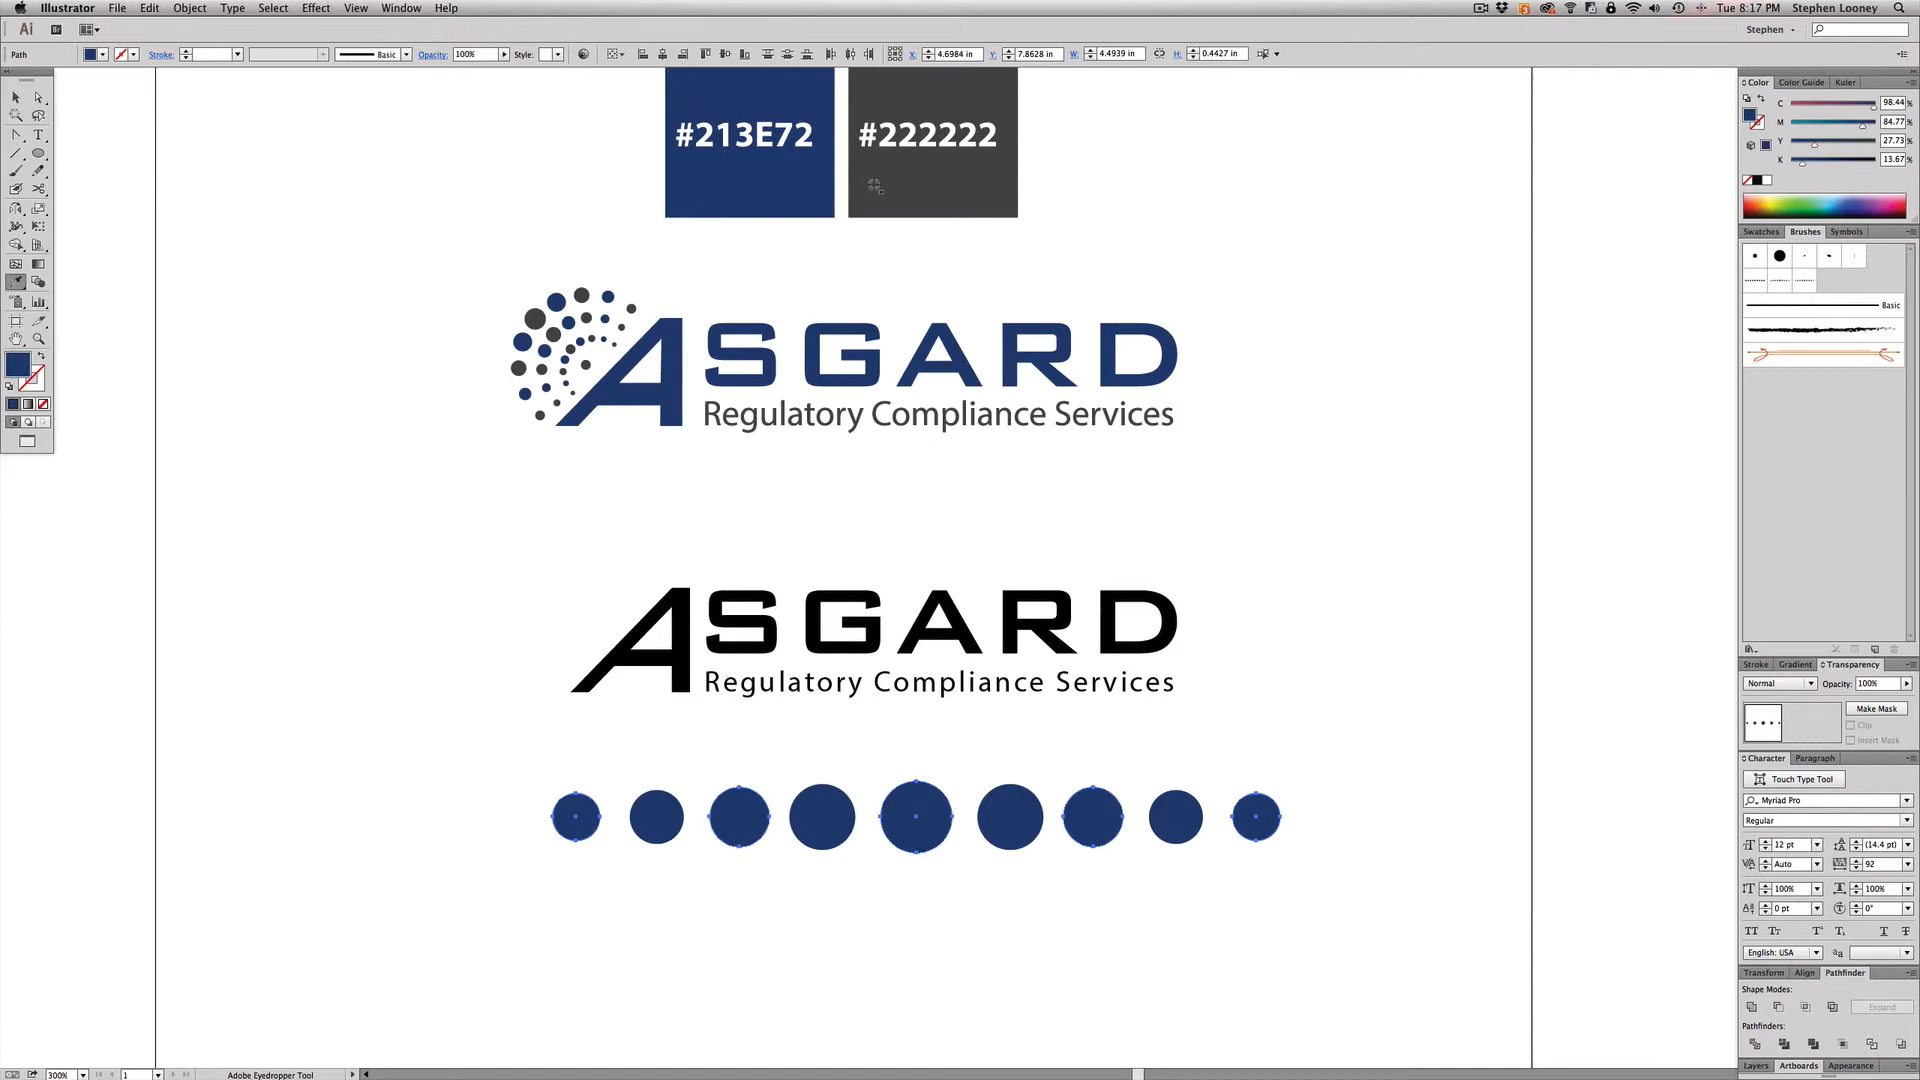 Illustrator File Edit Object Type Select Effect View Window Help
Tue 8:17 PM Stephen Looney
Ai Br Stephen
Path Stroke: Basic Opacity: 100% Style: X: 4.6984 in Y: 7.8628 in W: 4.4939 in H: 0.4427 in
Color Color Guide Kuler
C 98.44 %
M 84.77 %
Y 27.73 %
K 13.67 %
#213E72 #222222
Swatches Brushes Symbols
Basic
ASGARD
Regulatory Compliance Services
ASGARD
Regulatory Compliance Services
Stroke Gradient Transparency
Normal Opacity: 100%
Make Mask
Clip
Invert Mask
Character Paragraph
Touch Type Tool
Myriad Pro
Regular
12 pt (14.4 pt)
Auto 92
100% 100%
0 pt 0°
English: USA
Transform Align Pathfinder
Shape Modes:
Expand
Pathfinders:
Layers Artboards Appearance
300% 1 Adobe Eyedropper Tool